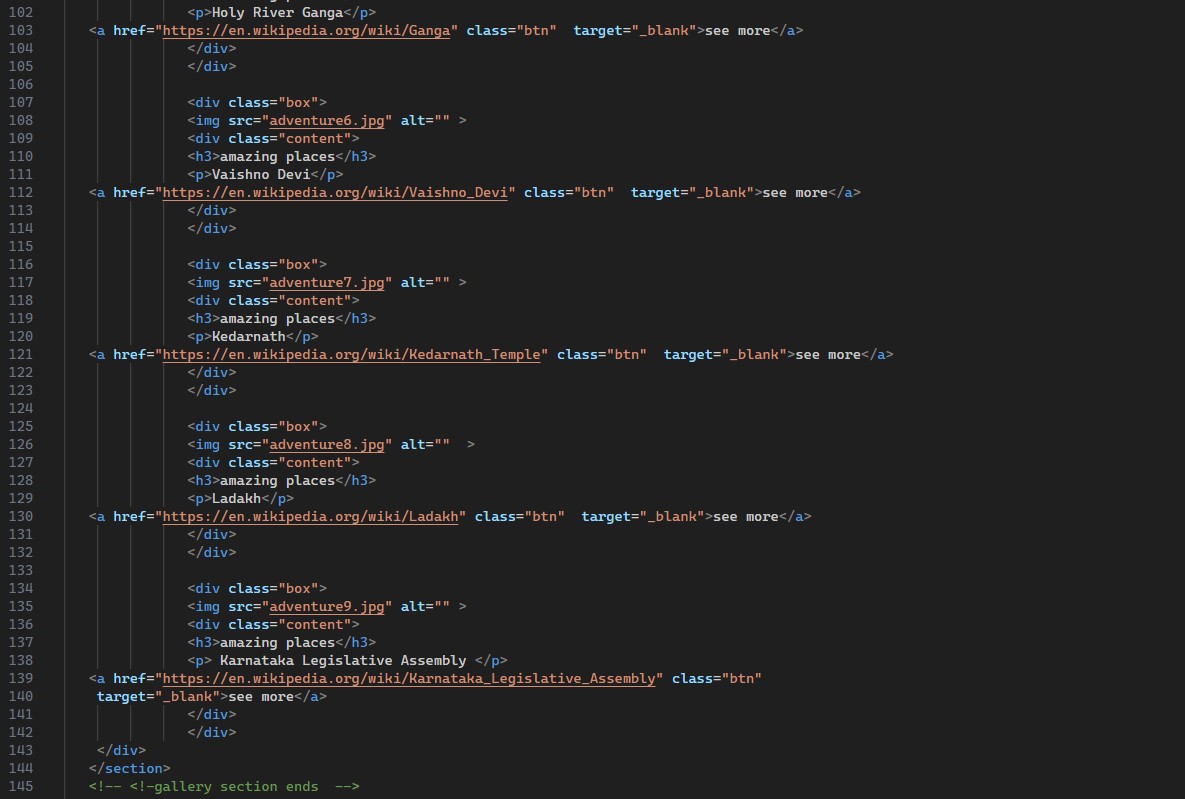 102 <p>Holy River Ganga</p>
103 <a href="https://en.wikipedia.org/wiki/Ganga" class="btn"  target="_blank">see more</a>
104 </div>
105 </div>
106
107 <div class="box">
108 <img src="adventure6.jpg" alt="" >
109 <div class="content">
110 <h3>amazing places</h3>
111 <p>Vaishno Devi</p>
112 <a href="https://en.wikipedia.org/wiki/Vaishno_Devi" class="btn"  target="_blank">see more</a>
113 </div>
114 </div>
115
116 <div class="box">
117 <img src="adventure7.jpg" alt="" >
118 <div class="content">
119 <h3>amazing places</h3>
120 <p>Kedarnath</p>
121 <a href="https://en.wikipedia.org/wiki/Kedarnath_Temple" class="btn"  target="_blank">see more</a>
122 </div>
123 </div>
124
125 <div class="box">
126 <img src="adventure8.jpg" alt=""  >
127 <div class="content">
128 <h3>amazing places</h3>
129 <p>Ladakh</p>
130 <a href="https://en.wikipedia.org/wiki/Ladakh" class="btn"  target="_blank">see more</a>
131 </div>
132 </div>
133
134 <div class="box">
135 <img src="adventure9.jpg" alt="" >
136 <div class="content">
137 <h3>amazing places</h3>
138 <p> Karnataka Legislative Assembly </p>
139 <a href="https://en.wikipedia.org/wiki/Karnataka_Legislative_Assembly" class="btn"
140 target="_blank">see more</a>
141 </div>
142 </div>
143 </div>
144 </section>
145 <!-- <!-gallery section ends  -->